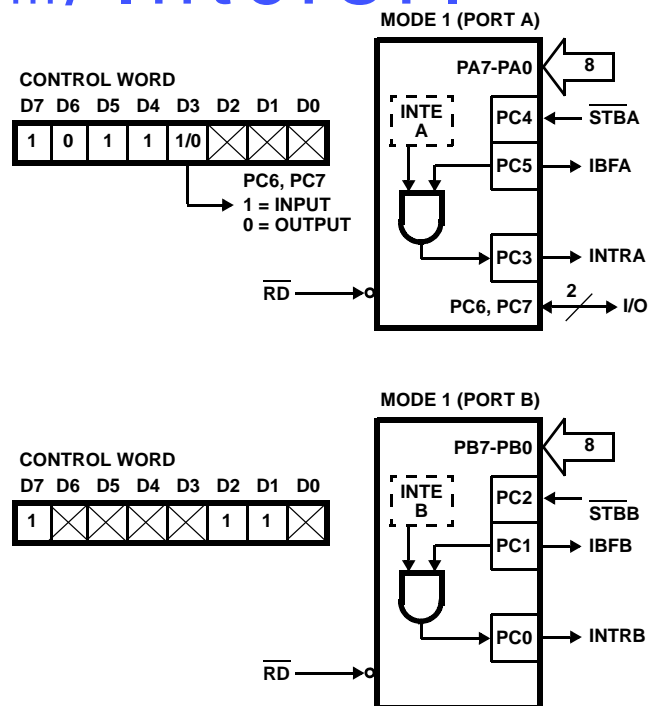 MODE 1 (PORT A)
CONTROL WORD
D7 D6 D5 D4 D3 D2 D1 D0
1 0 1 1 1/0
PC6, PC7
1 = INPUT
0 = OUTPUT
PA7-PA0
8
INTE
A
PC4
STBA
PC5
IBFA
PC3
INTRA
RD
PC6, PC7
2
I/O
MODE 1 (PORT B)
CONTROL WORD
D7 D6 D5 D4 D3 D2 D1 D0
1 1 1
PB7-PB0
8
INTE
B
PC2
STBB
PC1
IBFB
PC0
INTRB
RD